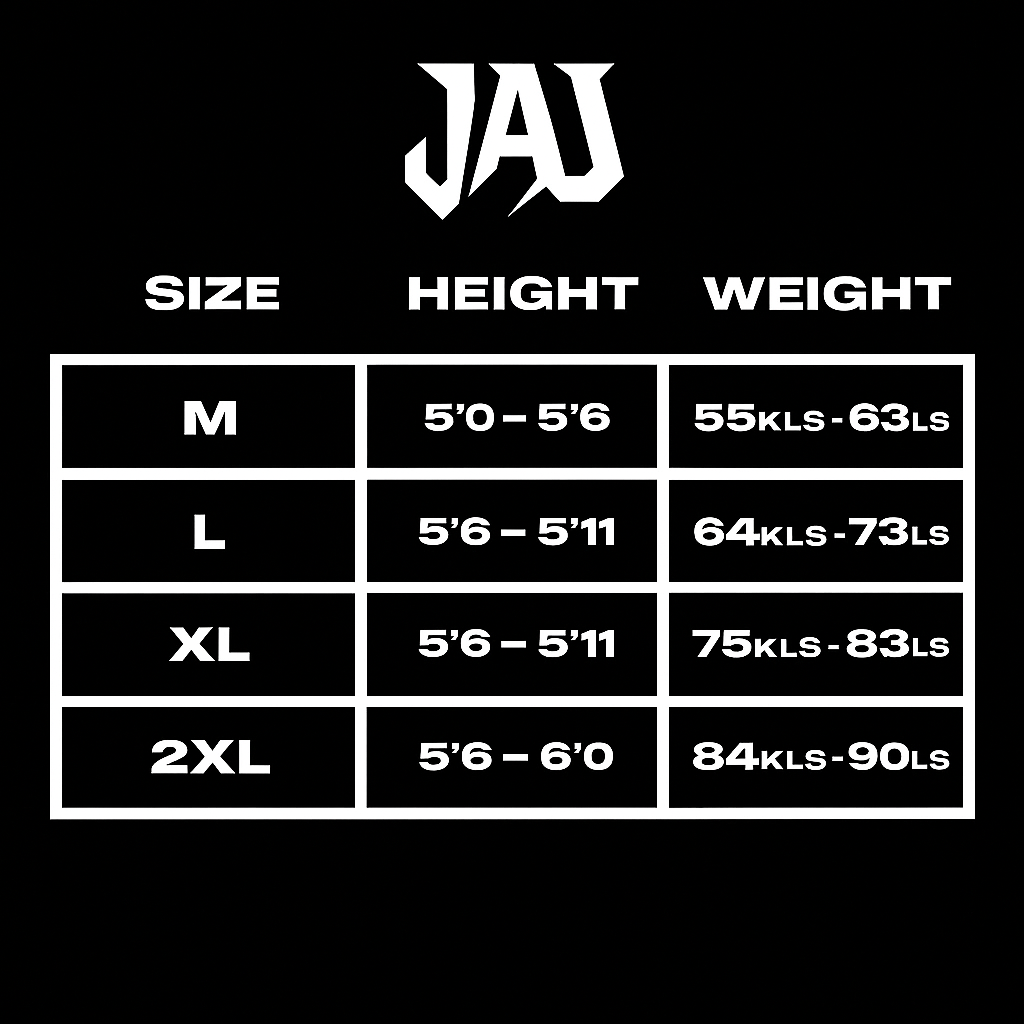 JAJ
SIZE HEIGHT WEIGHT
M 5’0 – 5’6 55KLS - 63LS
L 5’6 – 5’11 64KLS - 73LS
XL 5’6 – 5’11 75KLS - 83LS
2XL 5’6 – 6’0 84KLS - 90LS